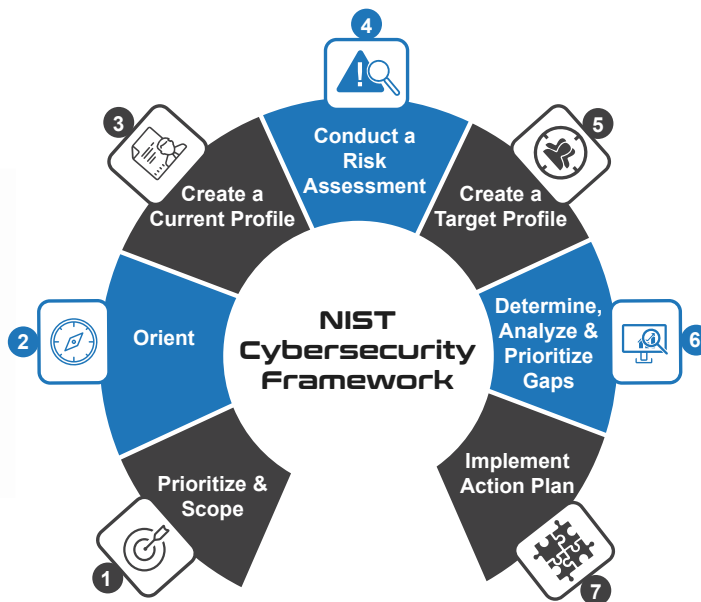 4
Conduct a
Risk
Assessment
3
Create a
Current Profile
5
Create a
Target Profile
2
Orient
NIST
Cybersecurity
Framework
Determine,
Analyze &
Prioritize
Gaps
6
Prioritize &
Scope
1
Implement
Action Plan
7